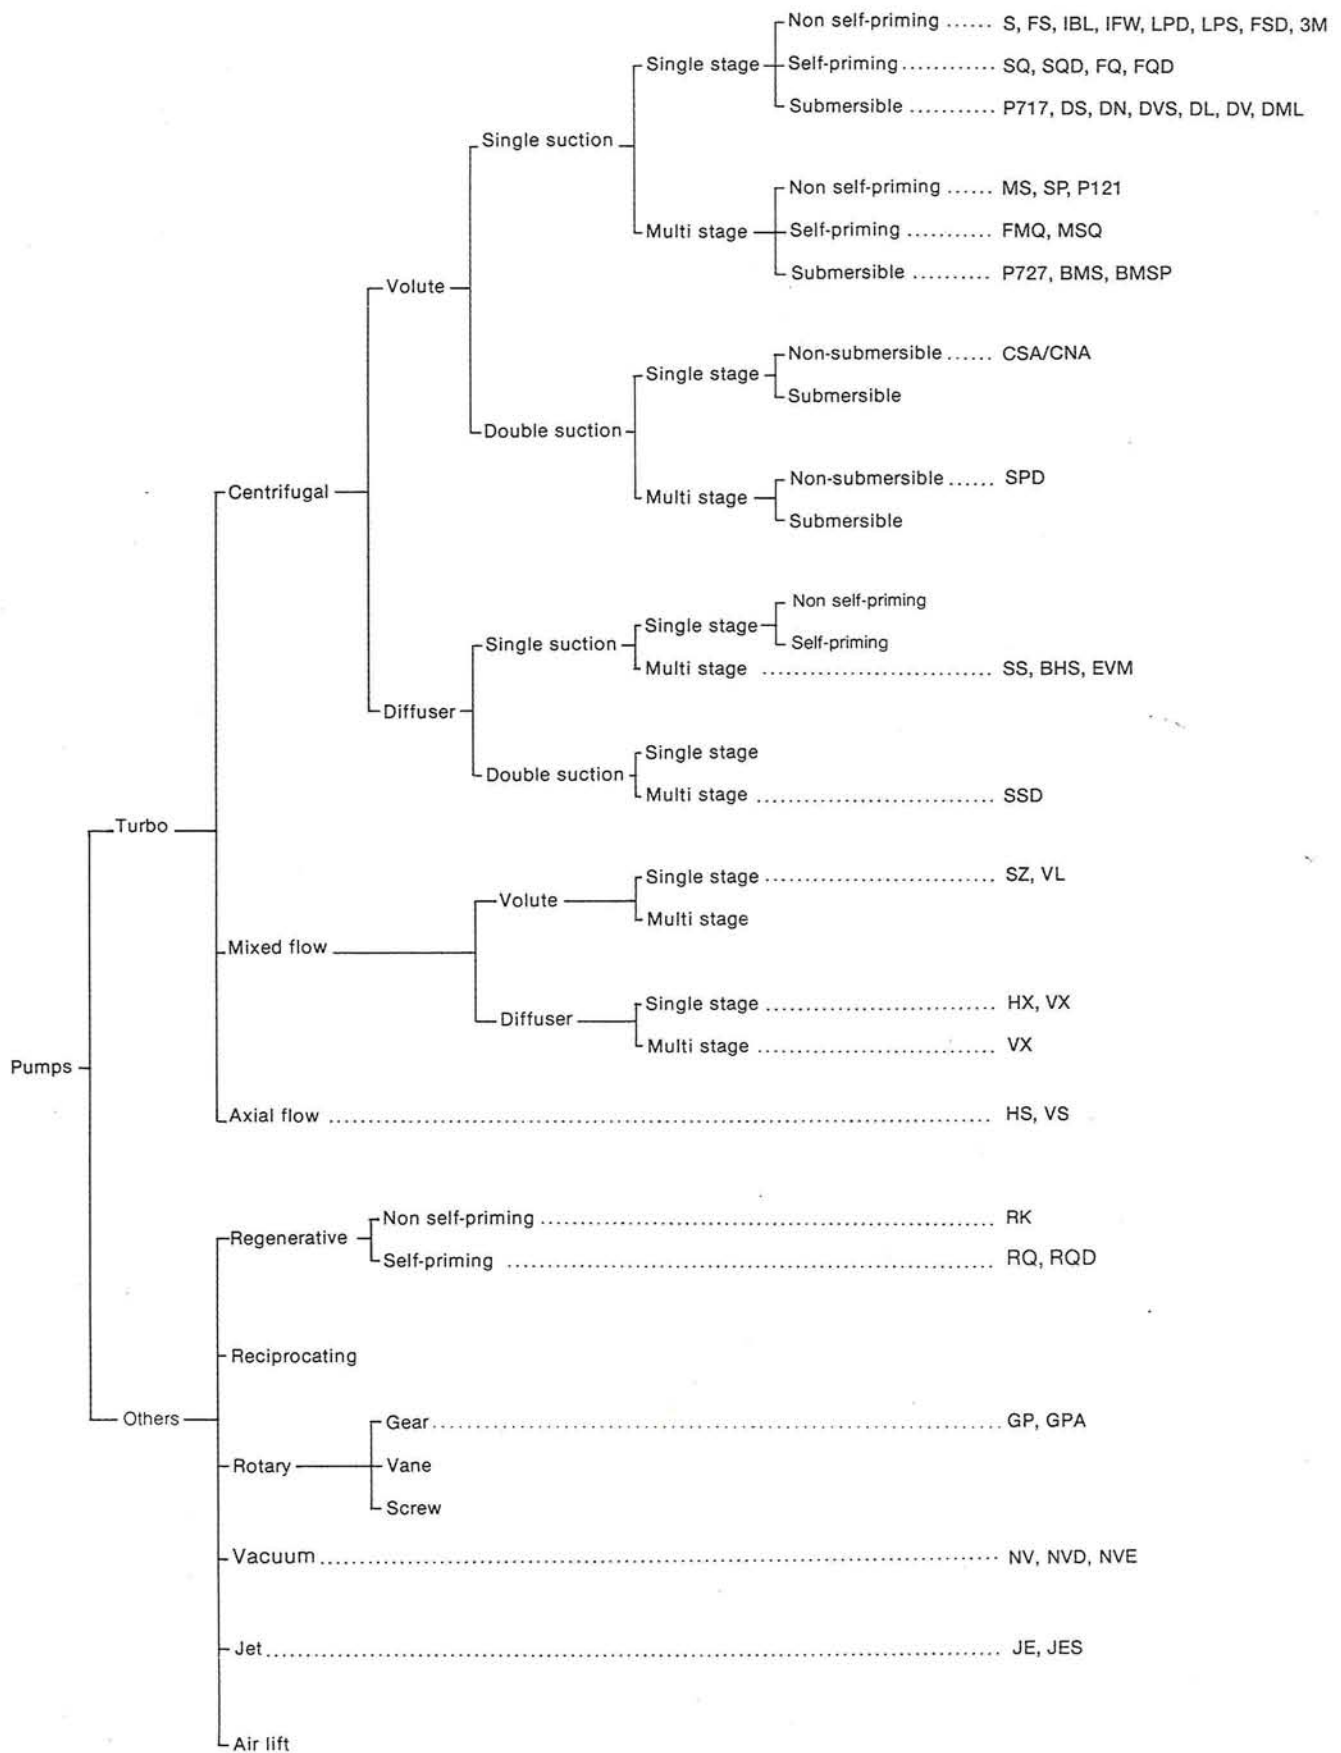 Non self-priming ...... S, FS, IBL, IFW, LPD, LPS, FSD, 3M
Single stage Self-priming ............ SQ, SQD, FQ, FQD
Submersible ........... P717, DS, DN, DVS, DL, DV, DML
Single suction
Non self-priming ...... MS, SP, P121
Multi stage Self-priming ........... FMQ, MSQ
Submersible .......... P727, BMS, BMSP
Volute
Non-submersible ...... CSA/CNA
Single stage
Submersible
Double suction
Non-submersible ...... SPD
Multi stage
Submersible
Centrifugal
Non self-priming
Single stage
Self-priming
Single suction
Multi stage ............................ SS, BHS, EVM
Diffuser
Single stage
Double suction
Multi stage ............................. SSD
Turbo
Single stage ............................ SZ, VL
Volute
Multi stage
Mixed flow
Single stage ............................ HX, VX
Diffuser
Multi stage ............................. VX
Pumps
Axial flow ................................................................................ HS, VS
Non self-priming ....................................................... RK
Regenerative
Self-priming ........................................................... RQ, RQD
Reciprocating
Others
Gear .................................................................... GP, GPA
Rotary Vane
Screw
Vacuum .................................................................................. NV, NVD, NVE
Jet ......................................................................................... JE, JES
Air lift